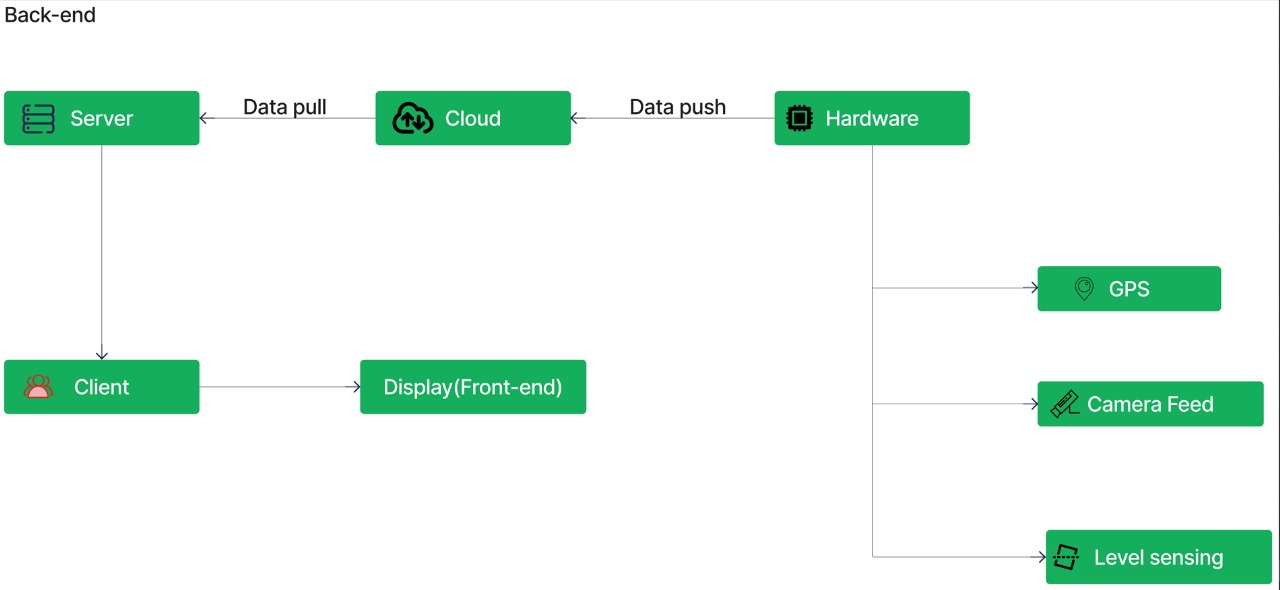 Back-end
Server
Data pull
Cloud
Data push
Hardware
GPS
Client
Display(Front-end)
Camera Feed
Level sensing